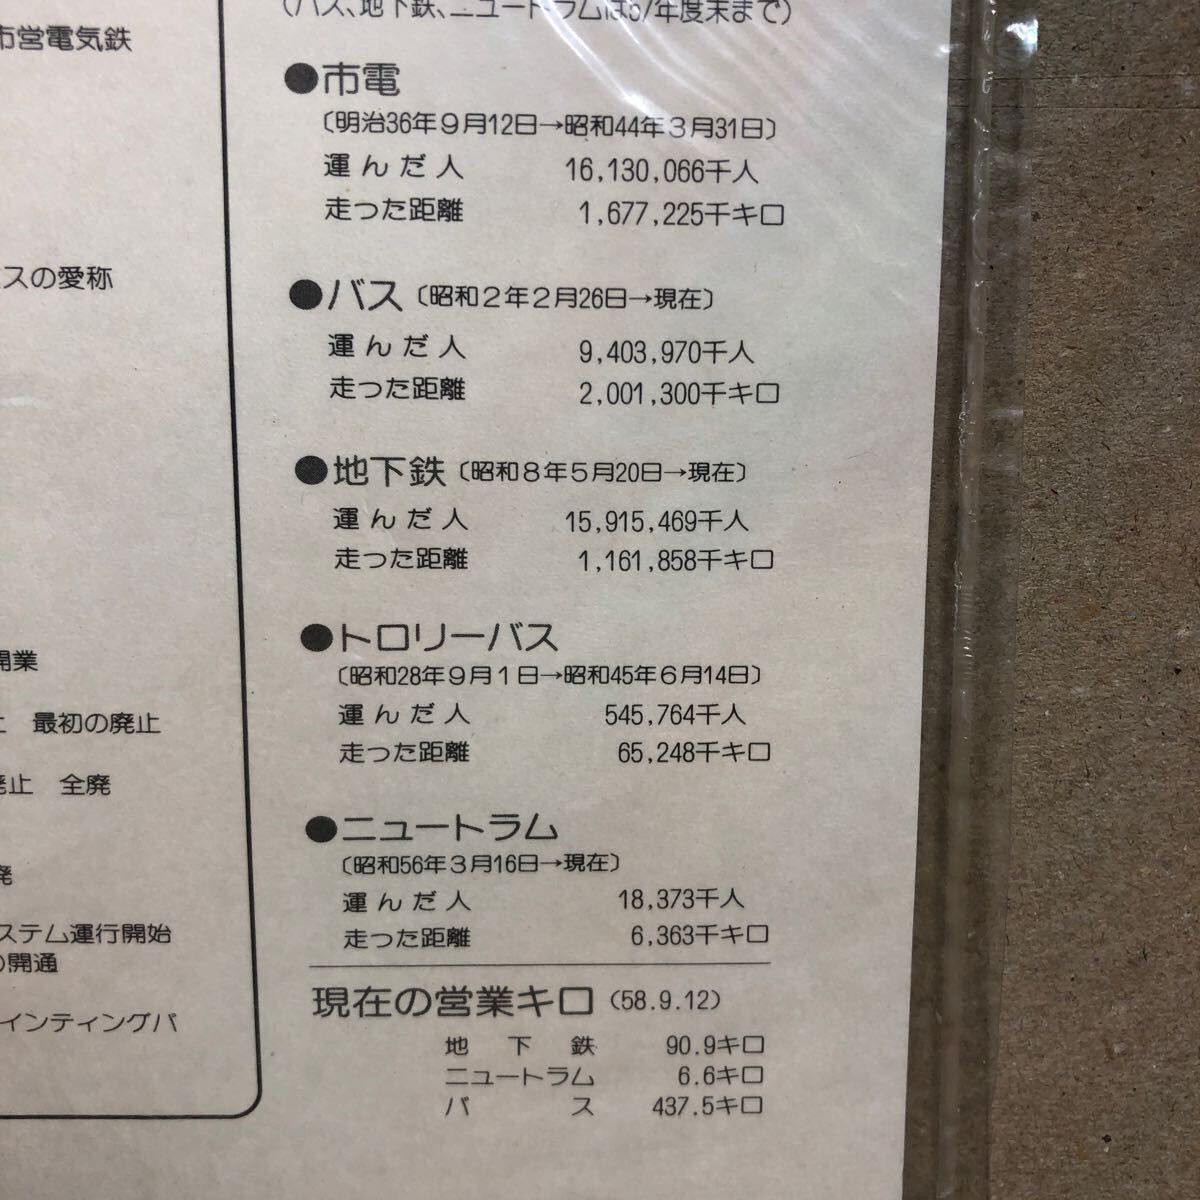 市営電気鉄
スの愛称
開業
最初の廃止
廃止　全廃
発
ステム運行開始
の開通
インティングバ
(バス、地下鉄、ニュートラムは57年度末まで)
●市電
〔明治36年9月12日→昭和44年3月31日〕
運んだ人　16,130,066千人
走った距離　1,677,225千キロ
●バス〔昭和2年2月26日→現在〕
運んだ人　9,403,970千人
走った距離　2,001,300千キロ
●地下鉄〔昭和8年5月20日→現在〕
運んだ人　15,915,469千人
走った距離　1,161,858千キロ
●トロリーバス
〔昭和28年9月1日→昭和45年6月14日〕
運んだ人　545,764千人
走った距離　65,248千キロ
●ニュートラム
〔昭和56年3月16日→現在〕
運んだ人　18,373千人
走った距離　6,363千キロ
現在の営業キロ(58.9.12)
地下鉄　90.9キロ
ニュートラム　6.6キロ
バス　437.5キロ